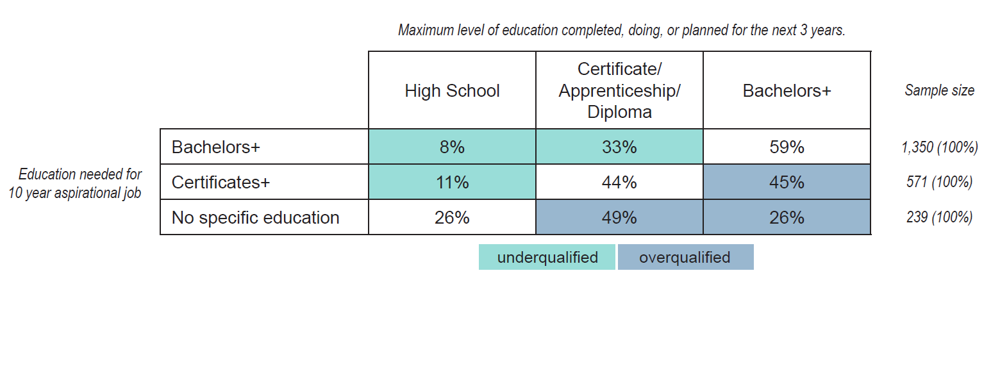 Maximum level of education completed, doing, or planned for the next 3 years.
High School
Certificate/
Apprenticeship/
Diploma
Bachelors+
Sample size
Education needed for
10 year aspirational job
Bachelors+ 8% 33% 59% 1,350 (100%)
Certificates+ 11% 44% 45% 571 (100%)
No specific education 26% 49% 26% 239 (100%)
underqualified overqualified